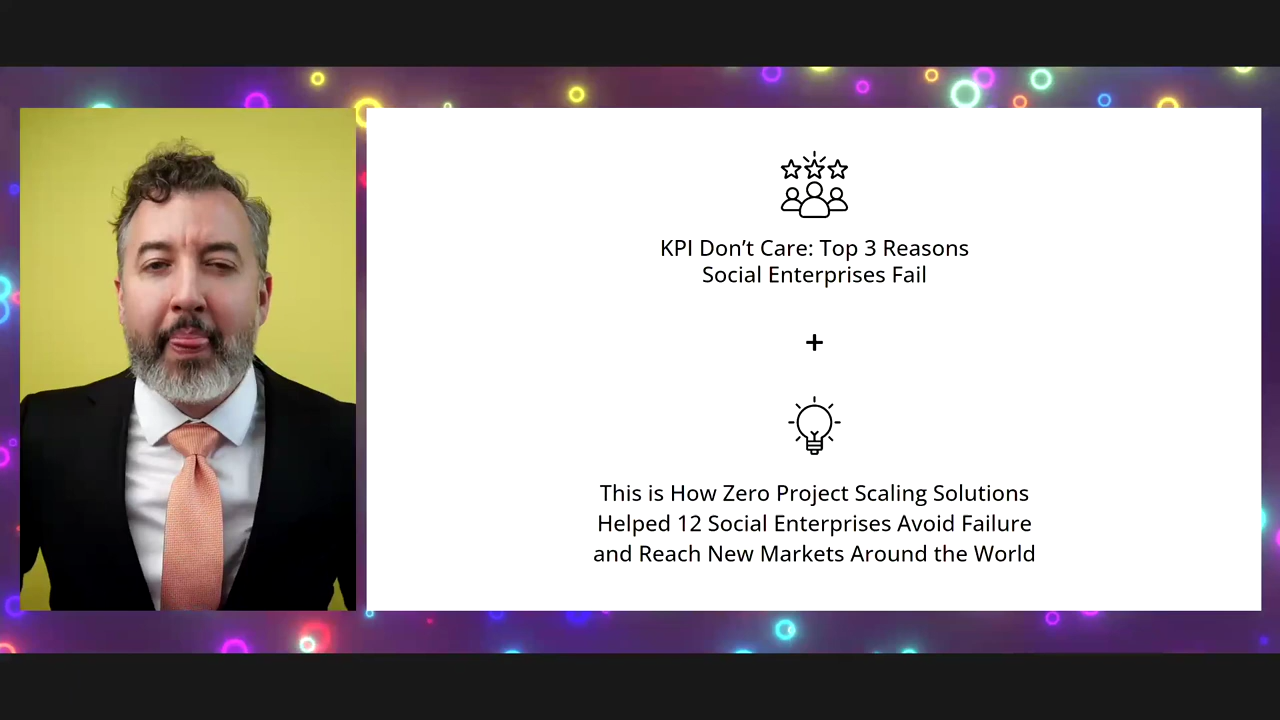 KPI Don’t Care: Top 3 Reasons
Social Enterprises Fail
+
This is How Zero Project Scaling Solutions
Helped 12 Social Enterprises Avoid Failure
and Reach New Markets Around the World